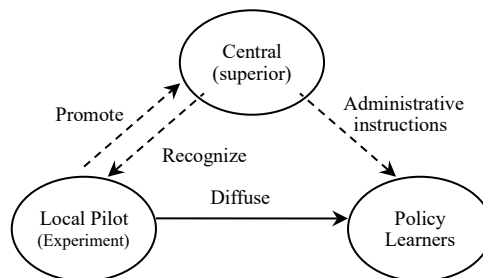 Central
(superior)
Promote
Administrative
instructions
Recognize
Diffuse
Local Pilot
(Experiment)
Policy
Learners